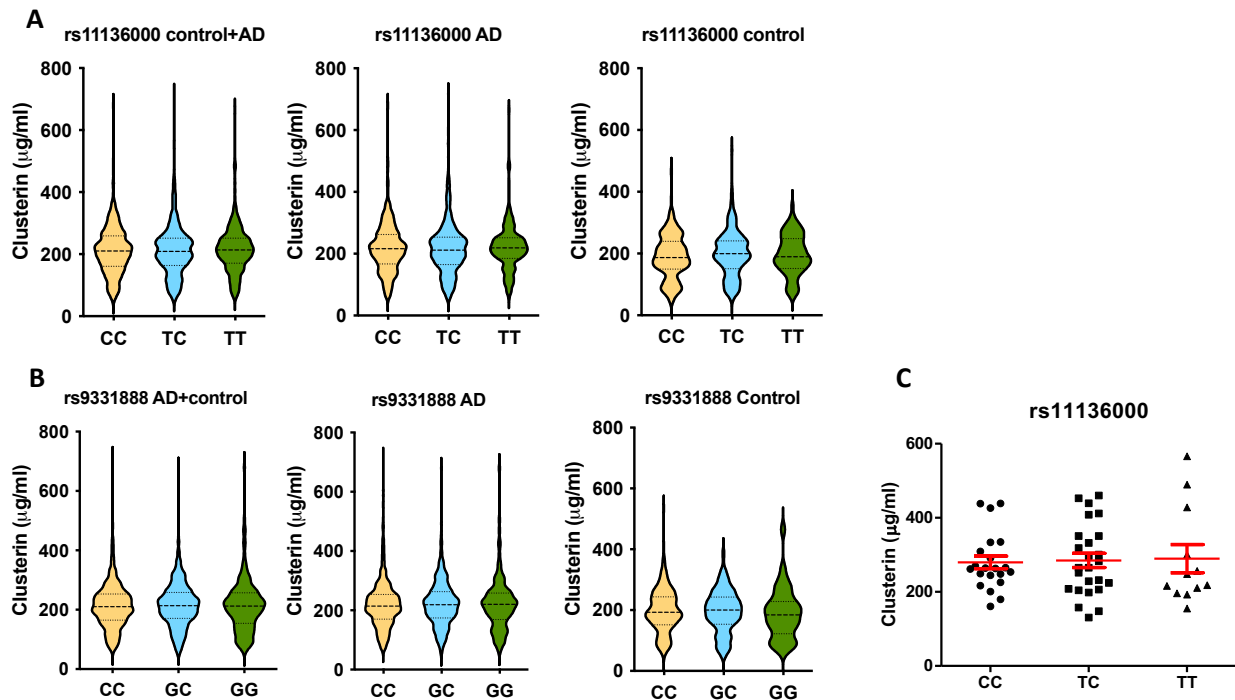 A
rs11136000 control+AD
Clusterin (μg/ml)
800
600
400
200
0
CC TC TT
rs11136000 AD
Clusterin (μg/ml)
800
600
400
200
0
CC TC TT
rs11136000 control
Clusterin (μg/ml)
800
600
400
200
0
CC TC TT
B
rs9331888 AD+control
Clusterin (μg/ml)
800
600
400
200
0
CC GC GG
rs9331888 AD
Clusterin (μg/ml)
800
600
400
200
0
CC GC GG
rs9331888 Control
Clusterin (μg/ml)
800
600
400
200
0
CC GC GG
C
rs11136000
Clusterin (μg/ml)
600
400
200
0
CC TC TT